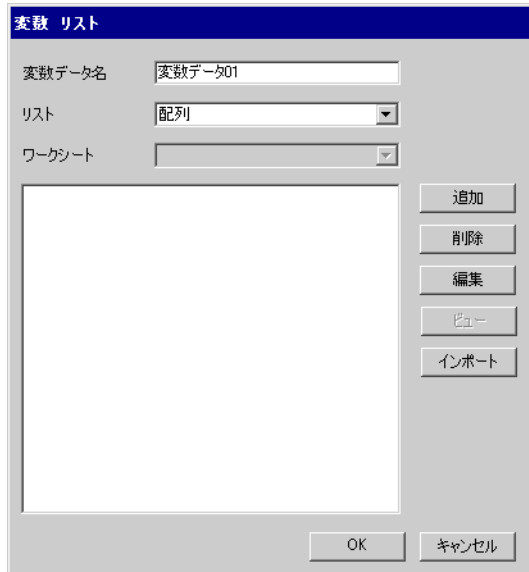 変数 リスト
変数データ名 変数データ01
リスト 配列
ワークシート
追加
削除
編集
ビュー
インポート
OK キャンセル